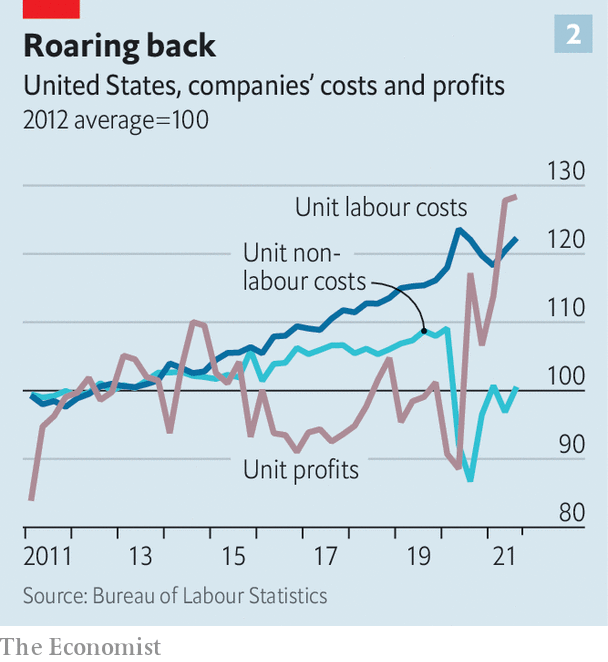 2
Roaring back
United States, companies’ costs and profits
2012 average=100
130
Unit labour costs
120
Unit non-
labour costs
110
100
90
Unit profits
80
2011 13 15 17 19 21
Source: Bureau of Labour Statistics
The Economist